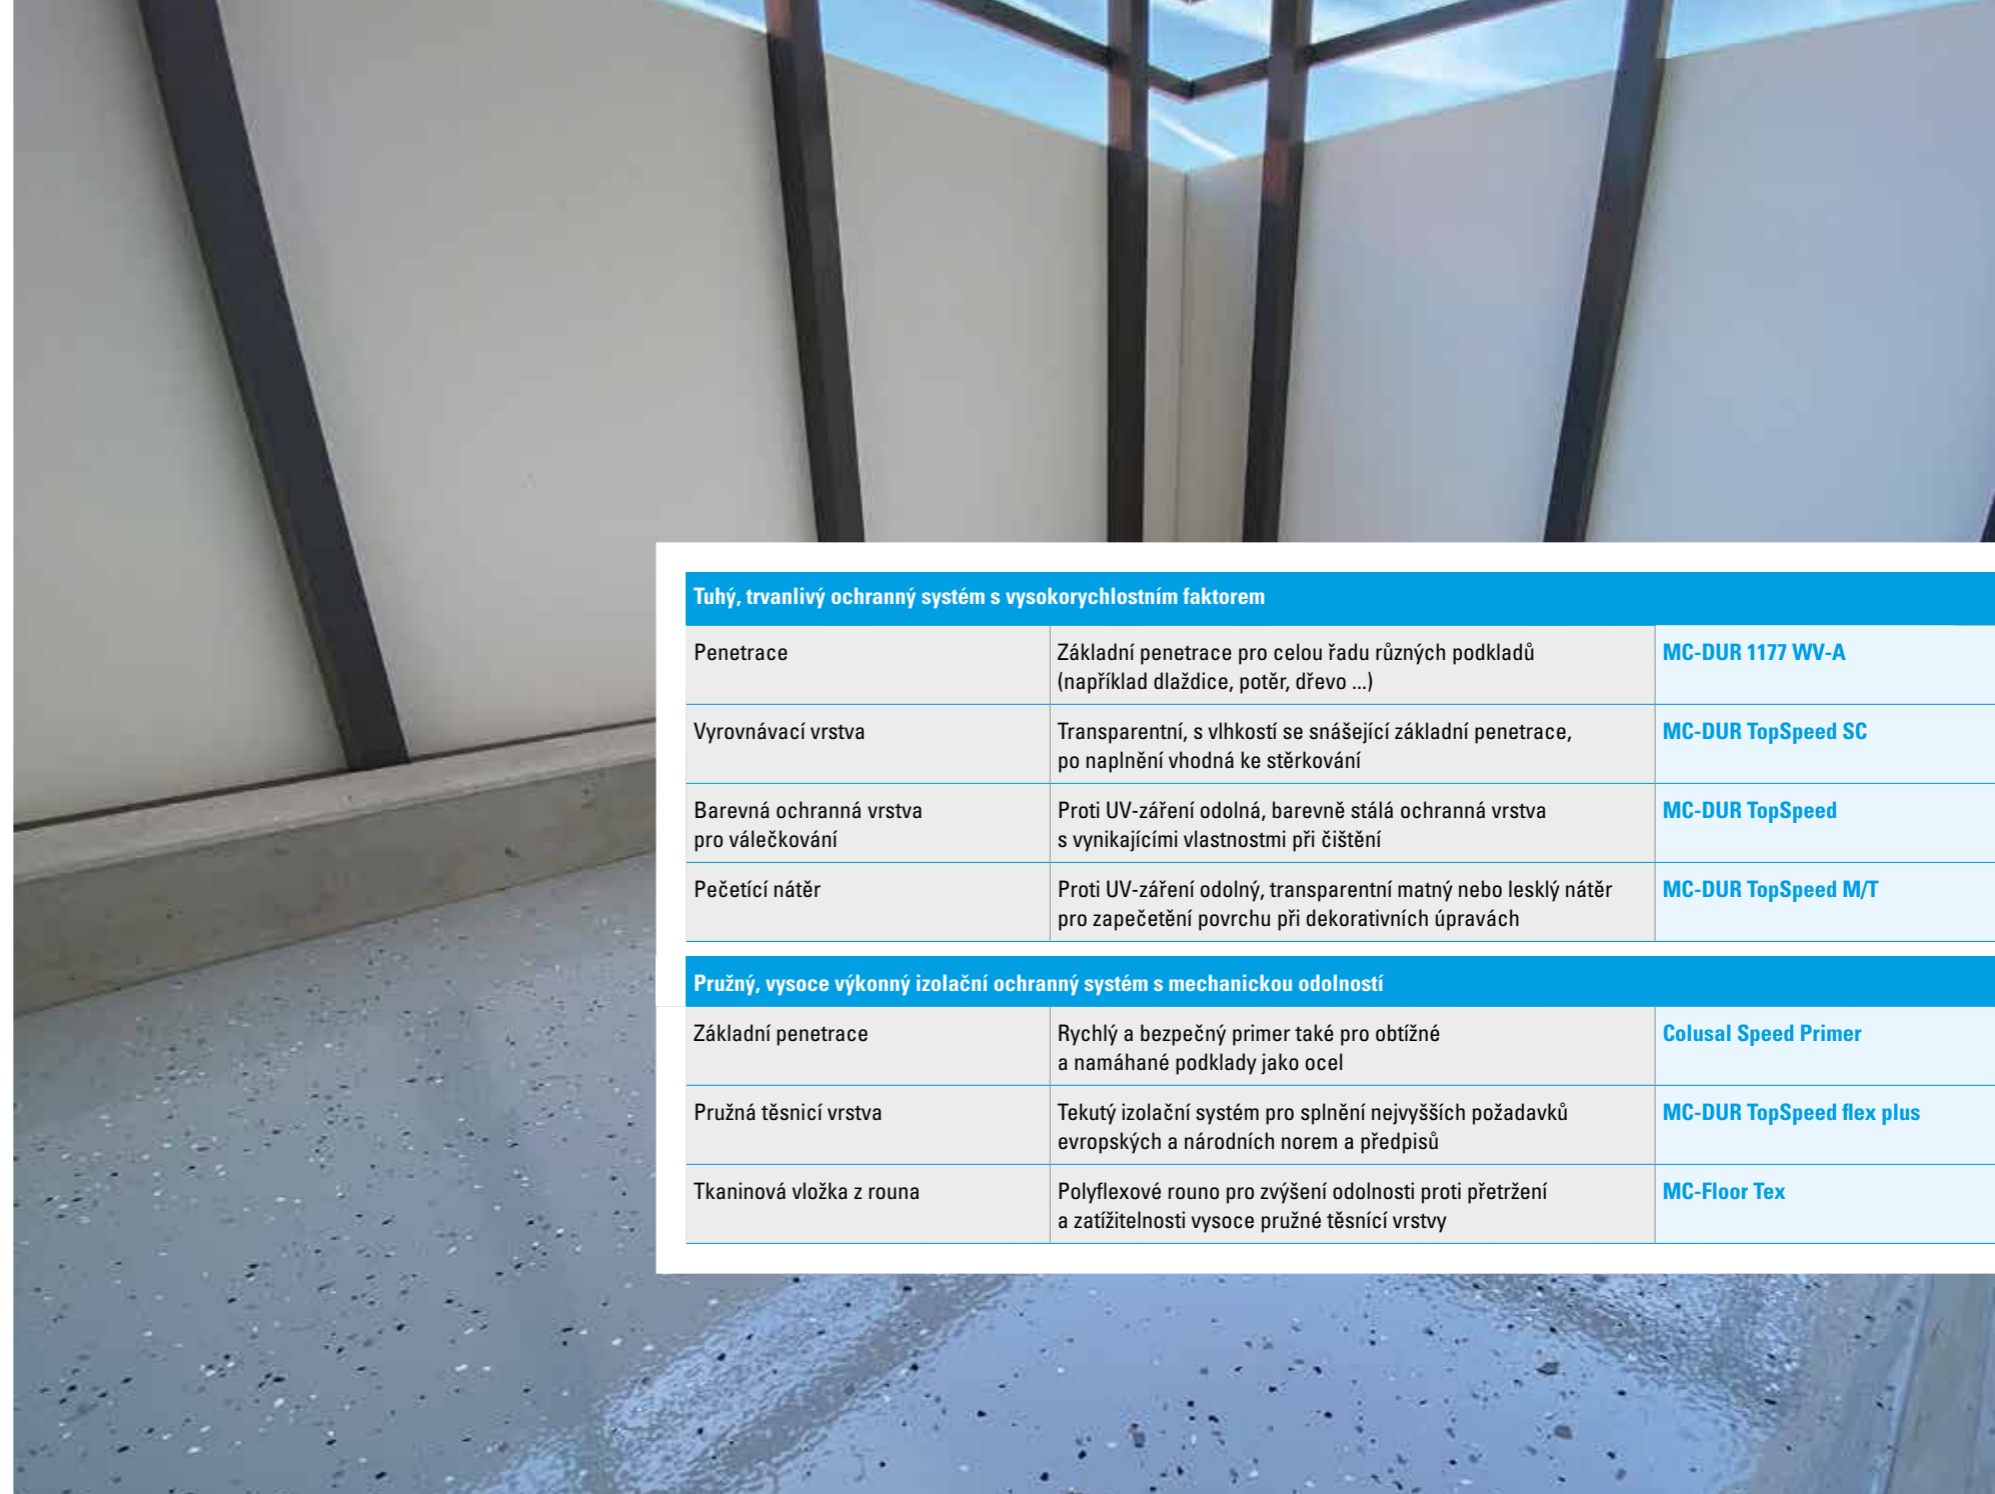 Tuhý, trvanlivý ochranný systém s vysokorychlostním faktorem
Penetrace
Základní penetrace pro celou řadu různých podkladů
(například dlaždice, potěr, dřevo ...)
MC-DUR 1177 WV-A
Vyrovnávací vrstva
Transparentní, s vlhkostí se snášející základní penetrace,
po naplnění vhodná ke stěrkování
MC-DUR TopSpeed SC
Barevná ochranná vrstva
pro válečkování
Proti UV-záření odolná, barevně stálá ochranná vrstva
s vynikajícími vlastnostmi při čištění
MC-DUR TopSpeed
Pečetící nátěr
Proti UV-záření odolný, transparentní matný nebo lesklý nátěr
pro zapečetění povrchu při dekorativních úpravách
MC-DUR TopSpeed M/T
Pružný, vysoce výkonný izolační ochranný systém s mechanickou odolností
Základní penetrace
Rychlý a bezpečný primer také pro obtížné
a namáhané podklady jako ocel
Colusal Speed Primer
Pružná těsnicí vrstva
Tekutý izolační systém pro splnění nejvyšších požadavků
evropských a národních norem a předpisů
MC-DUR TopSpeed flex plus
Tkaninová vložka z rouna
Polyflexové rouno pro zvýšení odolnosti proti přetržení
a zatížitelnosti vysoce pružné těsnící vrstvy
MC-Floor Tex